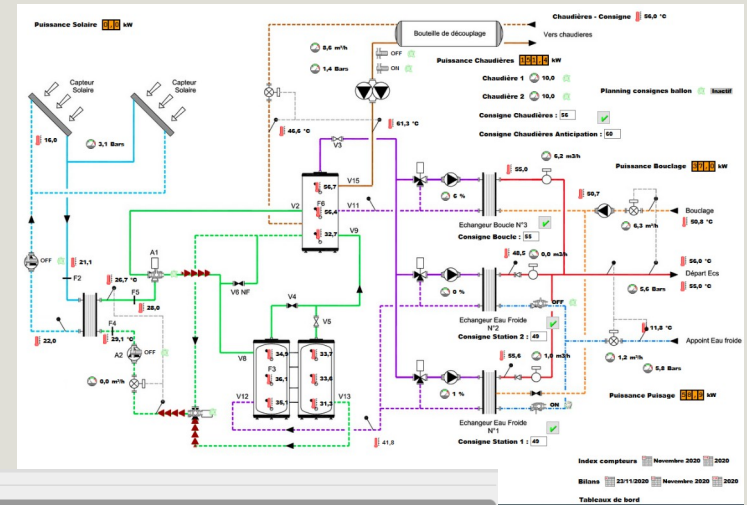 Puissance Solaire 0,0 kW
Chaudières - Consigne 56,0 °C
Bouteille de découplage
Vers chaudieres
8,6 m³/h
OFF
Puissance Chaudières kW
1,4 Bars
ON
Capteur
Solaire
Capteur
Solaire
Chaudière 1 10,0
Chaudière 2 10,0
Planning consignes ballon Inactif
Consigne Chaudières : 56
Consigne Chaudières Anticipation : 60
46,6 °C
61,3 °C
16,0
3,1 Bars
V3
6,2 m3/h
55,0
Puissance Bouclage kW
V15
56,7
V2
F6
56,4
V11
32,7
V9
6 %
50,7
Bouclage
50,8 °C
6,3 m³/h
Echangeur Boucle N°3
Consigne Boucle : 55
OFF
21,1
A1
F2
26,7 °C
F5
28,0
V6 NF
48,5
0,0 m3/h
56,0 °C
Départ Ecs
55,0 °C
5,6 Bars
0 %
V4
V5
OFF
Echangeur Eau Froide
N°2
Consigne Station 2 : 49
11,8 °C
Appoint Eau froide
1,2 m³/h
5,8 Bars
22,0
F4
29,1 °C
A2
OFF
0,0 m³/h
V8
34,9
F3
36,1
35,1
33,7
33,6
31,3
V12
V13
55,6
1,0 m3/h
1 %
ON
Puissance Puisage kW
Echangeur Eau Froide
N°1
Consigne Station 1 : 49
41,8
Index compteurs Novembre 2020 2020
Bilans 23/11/2020 Novembre 2020 2020
Tableaux de bord